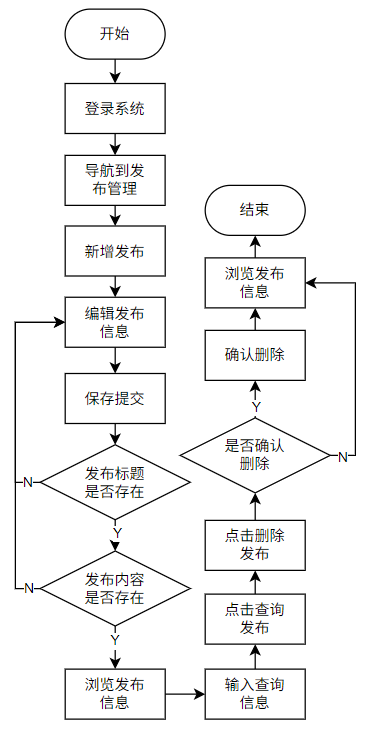 开始
登录系统
导航到发
布管理
新增发布
编辑发布
信息
保存提交
发布标题
是否存在
N
Y
发布内容
是否存在
N
Y
浏览发布
信息
输入查询
信息
点击查询
发布
点击删除
发布
是否确认
删除
N
Y
确认删除
浏览发布
信息
结束